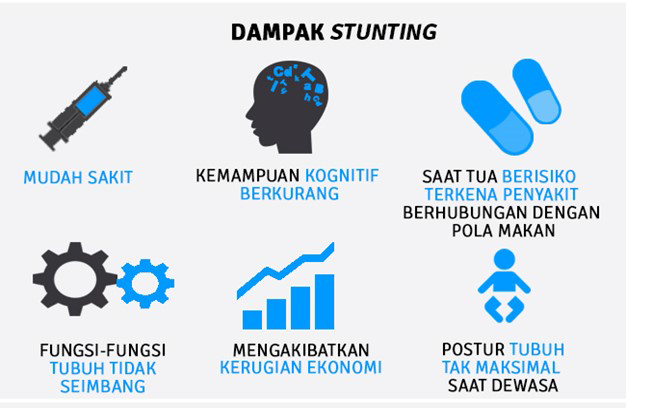 DAMPAK STUNTING
MUDAH SAKIT
KEMAMPUAN KOGNITIF
BERKURANG
SAAT TUA BERISIKO
TERKENA PENYAKIT
BERHUBUNGAN DENGAN
POLA MAKAN
FUNGSI-FUNGSI
TUBUH TIDAK
SEIMBANG
MENGAKIBATKAN
KERUGIAN EKONOMI
POSTUR TUBUH
TAK MAKSIMAL
SAAT DEWASA